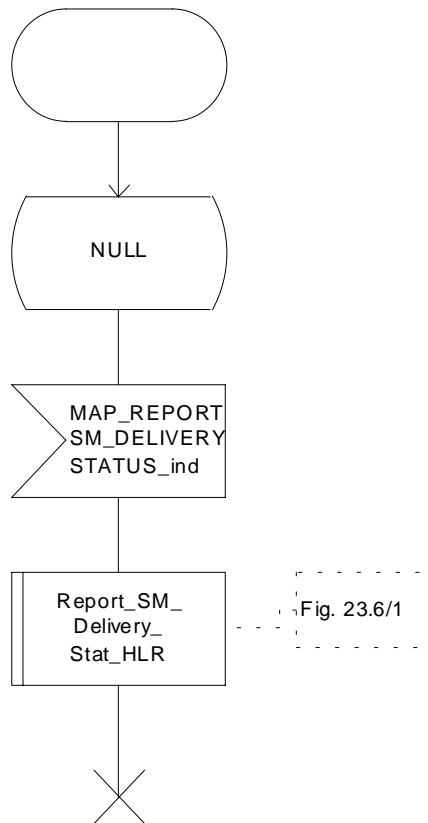 NULL
MAP_REPORT
SM_DELIVERY
STATUS_ind
Report_SM_
Delivery_
Stat_HLR
Fig. 23.6/1